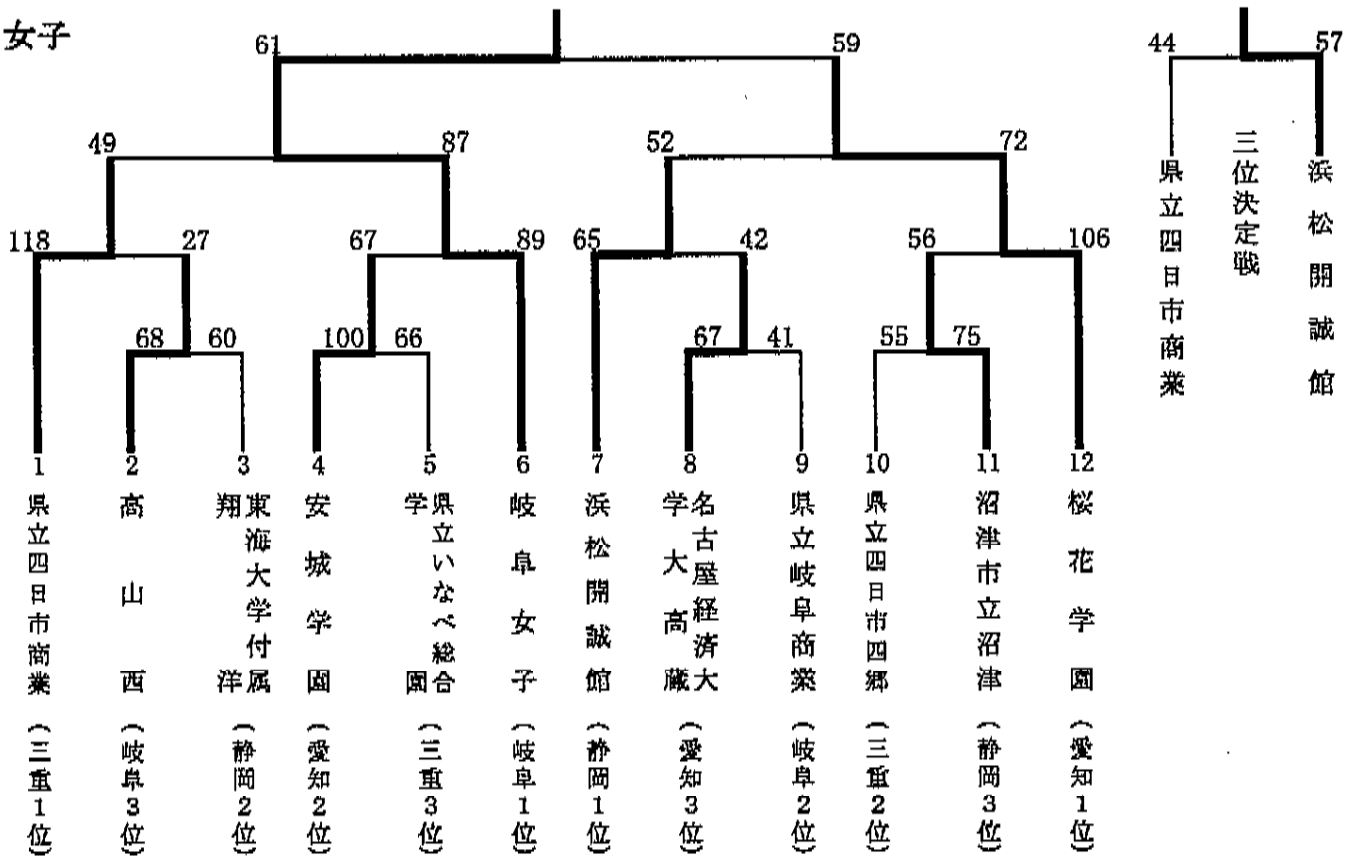 女子
61 59
44 57
49 87 52 72
118 27 67 89 65 42 56 106
68 60 100 66 67 41 55 75
県立四日市商業
三位決定戦
浜松開誠館
1 2 3 4 5 6 7 8 9 10 11 12
県立四日市商業（三重1位）
高山西（岐阜3位）
東海大学付属
翔洋（静岡2位）
安城学園（愛知2位）
県立いなべ総合
学園（三重3位）
岐阜女子（岐阜1位）
浜松開誠館（静岡1位）
名古屋経済大
学大高蔵（愛知3位）
県立岐阜商業（岐阜2位）
県立四日市四郷（三重2位）
沼津市立沼津（静岡3位）
桜花学園（愛知1位）